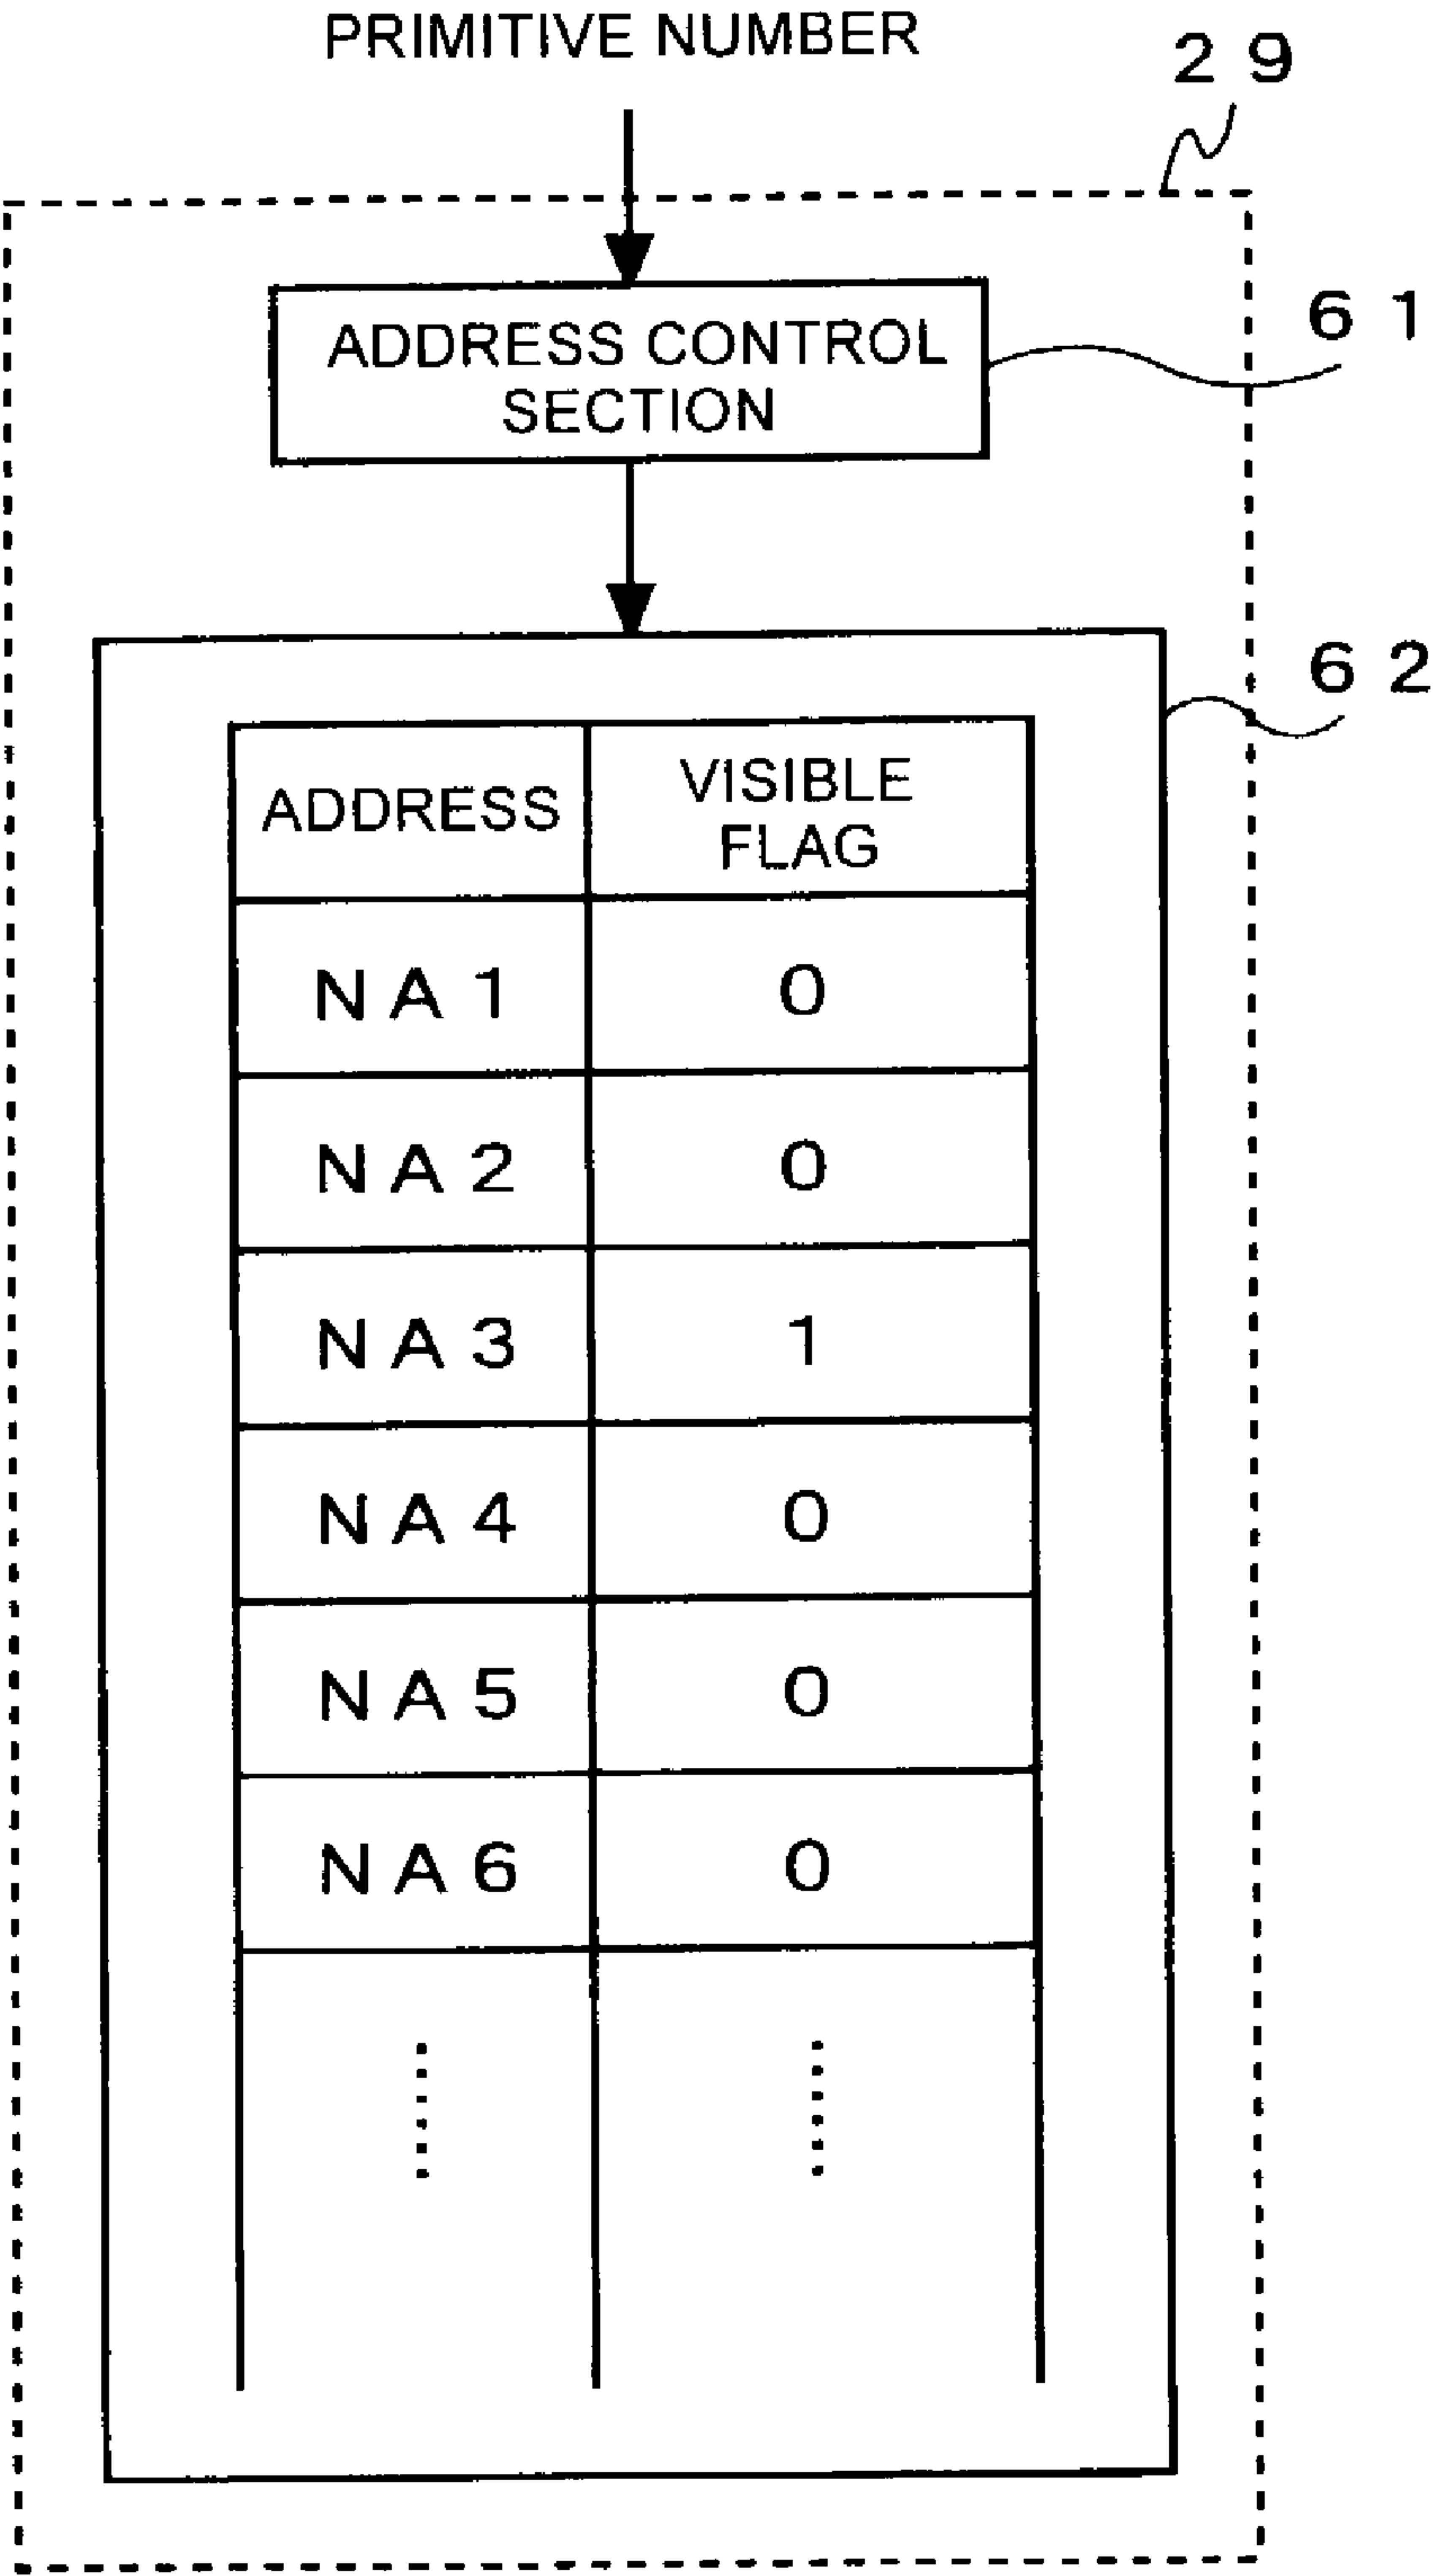 PRIMITIVE NUMBER
29
ADDRESS CONTROL
SECTION
61
62
ADDRESS VISIBLE
FLAG
NA1 0
NA2 0
NA3 1
NA4 0
NA5 0
NA6 0